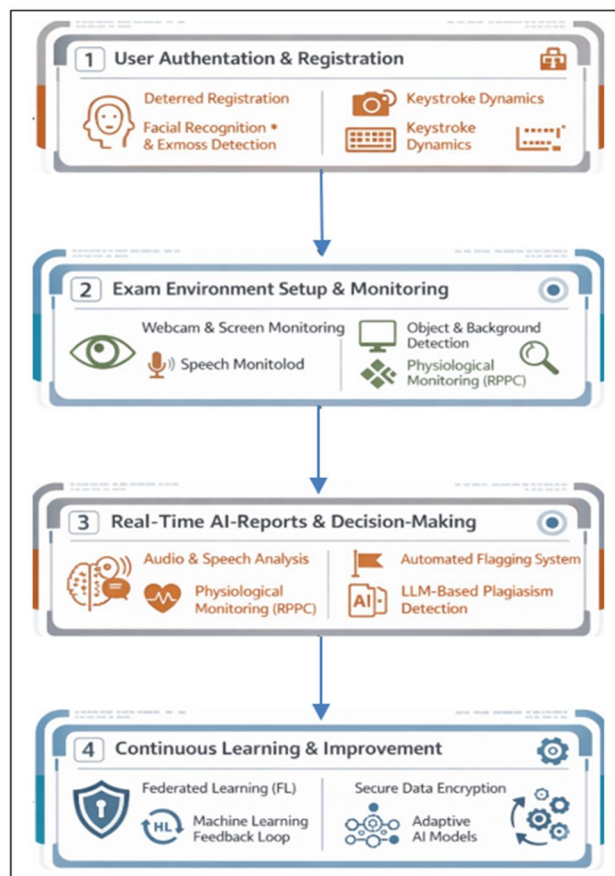 1 User Authentation & Registration
Deterred Registration
Facial Recognition *
& Exmoss Detection
Keystroke Dynamics
Keystroke
Dynamics
2 Exam Environment Setup & Monitoring
Webcam & Screen Monitoring
Speech Monitolod
Object & Background
Detection
Physiological
Monitoring (RPPC)
3 Real-Time AI-Reports & Decision-Making
Audio & Speech Analysis
Physiological
Monitoring (RPPC)
Automated Flagging System
AI LLM-Based Plagiasism
Detection
4 Continuous Learning & Improvement
Federated Learning (FL)
HL Machine Learning
Feedback Loop
Secure Data Encryption
Adaptive
AI Models